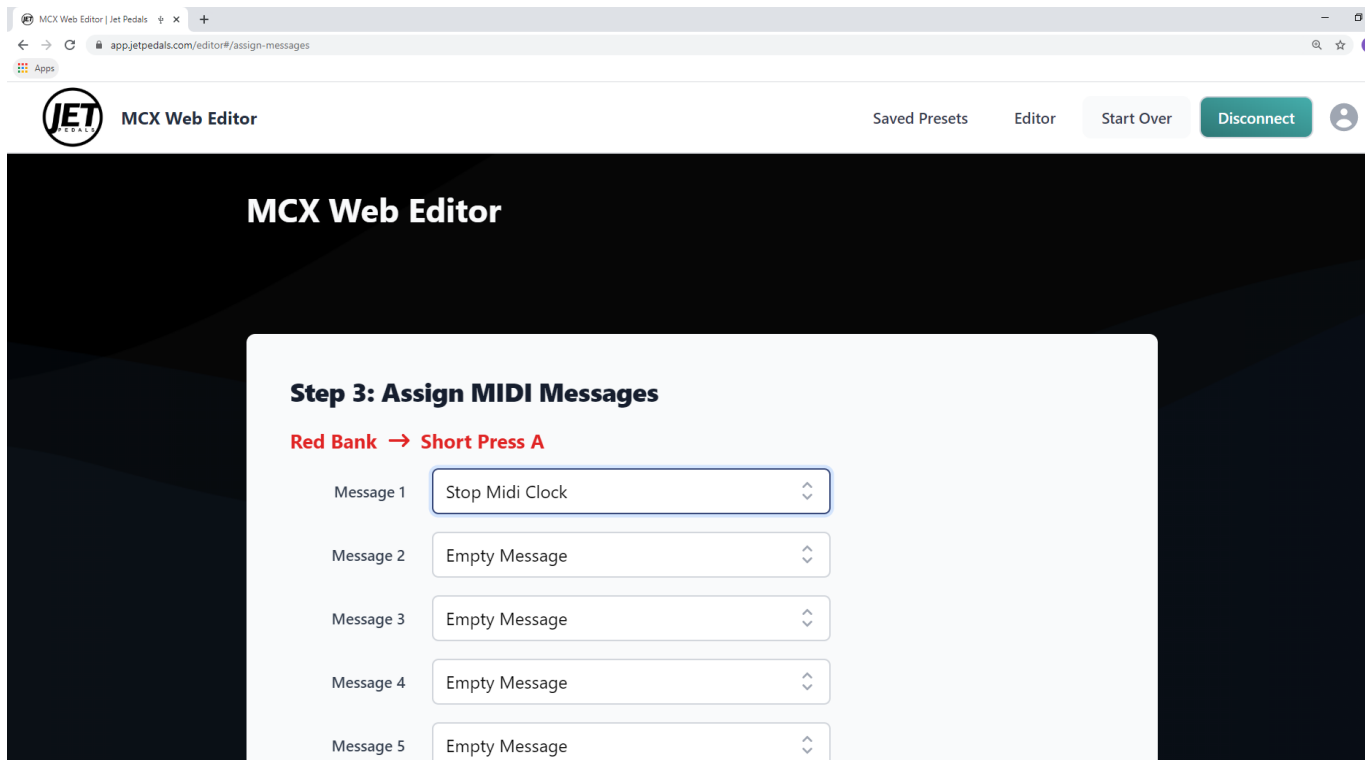 MCX Web Editor | Jet Pedals
app.jetpedals.com/editor#/assign-messages
Apps
JET
PEDALS
MCX Web Editor
Saved Presets
Editor
Start Over
Disconnect
MCX Web Editor
Step 3: Assign MIDI Messages
Red Bank → Short Press A
Message 1 Stop Midi Clock
Message 2 Empty Message
Message 3 Empty Message
Message 4 Empty Message
Message 5 Empty Message